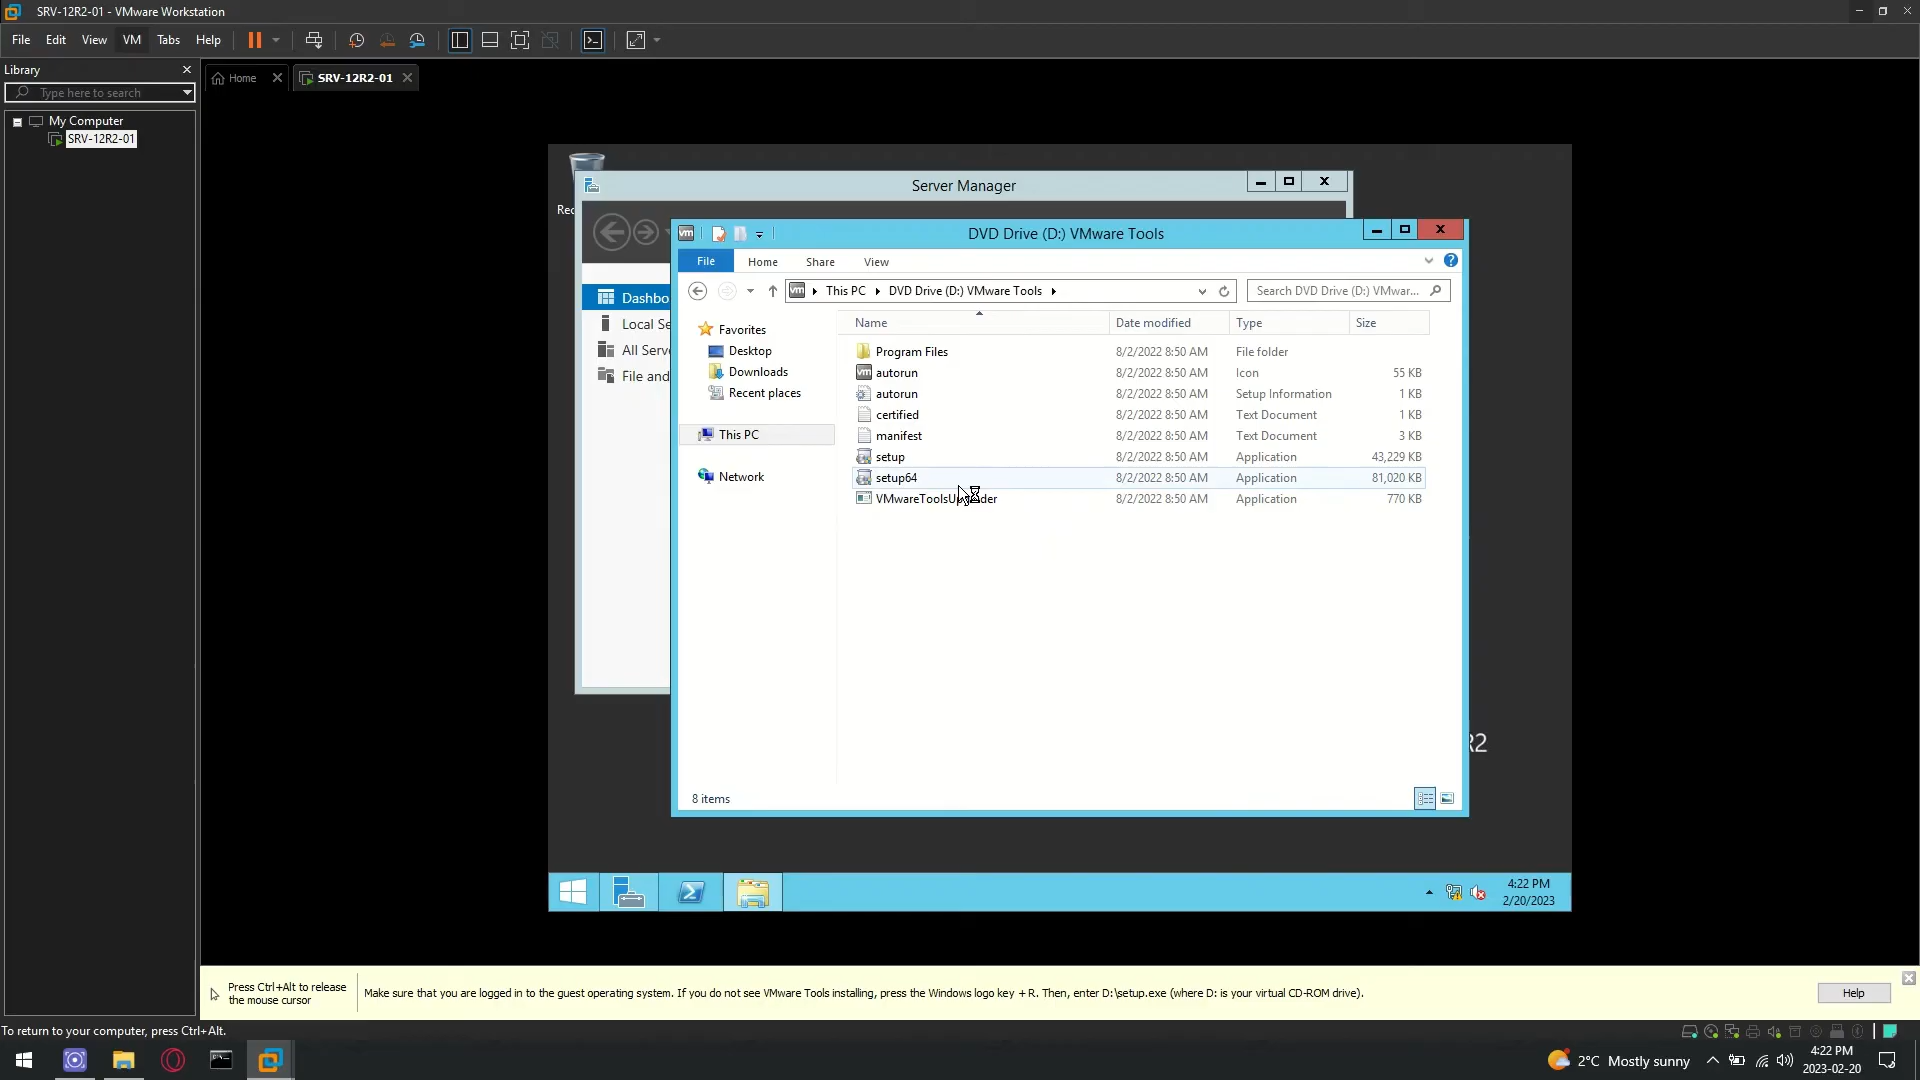 SRV-12R2-01 - VMware Workstation
File Edit View VM Tabs Help
Library
Type here to search
My Computer
SRV-12R2-01
Home
SRV-12R2-01
Server Manager
DVD Drive (D:) VMware Tools
File Home Share View
This PC DVD Drive (D:) VMware Tools
Search DVD Drive (D:) VMwar...
Dashbo
Local Se
All Serve
File and
Favorites
Desktop
Downloads
Recent places
This PC
Network
Name Date modified Type Size
Program Files 8/2/2022 8:50 AM File folder
autorun 8/2/2022 8:50 AM Icon 55 KB
autorun 8/2/2022 8:50 AM Setup Information 1 KB
certified 8/2/2022 8:50 AM Text Document 1 KB
manifest 8/2/2022 8:50 AM Text Document 3 KB
setup 8/2/2022 8:50 AM Application 43,229 KB
setup64 8/2/2022 8:50 AM Application 81,020 KB
8/2/2022 8:50 AM Application 770 KB
8 items
R2
4:22 PM
2/20/2023
Press Ctrl+Alt to release
the mouse cursor
Make sure that you are logged in to the guest operating system. If you do not see VMware Tools installing, press the Windows logo key + R. Then, enter D:\setup.exe (where D: is your virtual CD-ROM drive).
Help
To return to your computer, press Ctrl+Alt.
2°C Mostly sunny
4:22 PM
2023-02-20